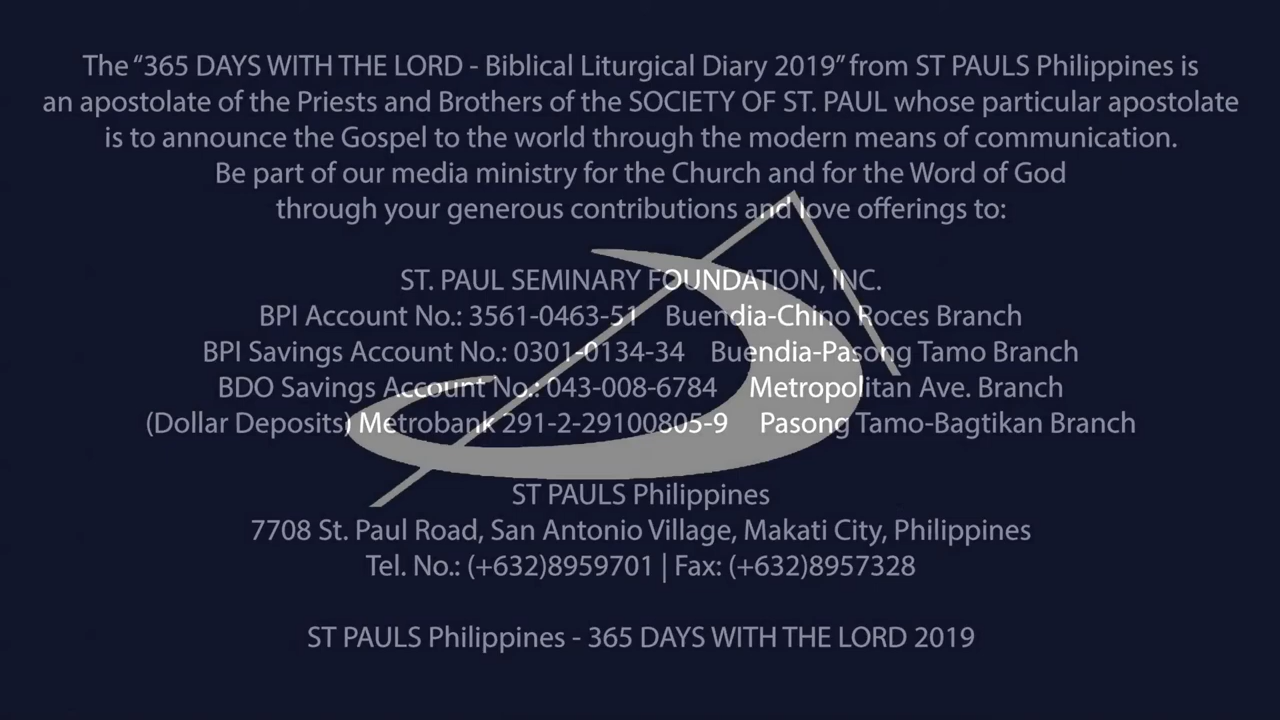 The “365 DAYS WITH THE LORD - Biblical Liturgical Diary 2019” from ST PAULS Philippines is
an apostolate of the Priests and Brothers of the SOCIETY OF ST. PAUL whose particular apostolate
is to announce the Gospel to the world through the modern means of communication.
Be part of our media ministry for the Church and for the Word of God
through your generous contributions and love offerings to:
ST. PAUL SEMINARY FOUNDATION, INC.
BPI Account No.: 3561-0463-51 Buendia-Chino Roces Branch
BPI Savings Account No.: 0301-0134-34 Buendia-Pasong Tamo Branch
BDO Savings Account No.: 043-008-6784 Metropolitan Ave. Branch
(Dollar Deposits) Metrobank 291-2-29100805-9 Pasong Tamo-Bagtikan Branch
ST PAULS Philippines
7708 St. Paul Road, San Antonio Village, Makati City, Philippines
Tel. No.: (+632)8959701 | Fax: (+632)8957328
ST PAULS Philippines - 365 DAYS WITH THE LORD 2019